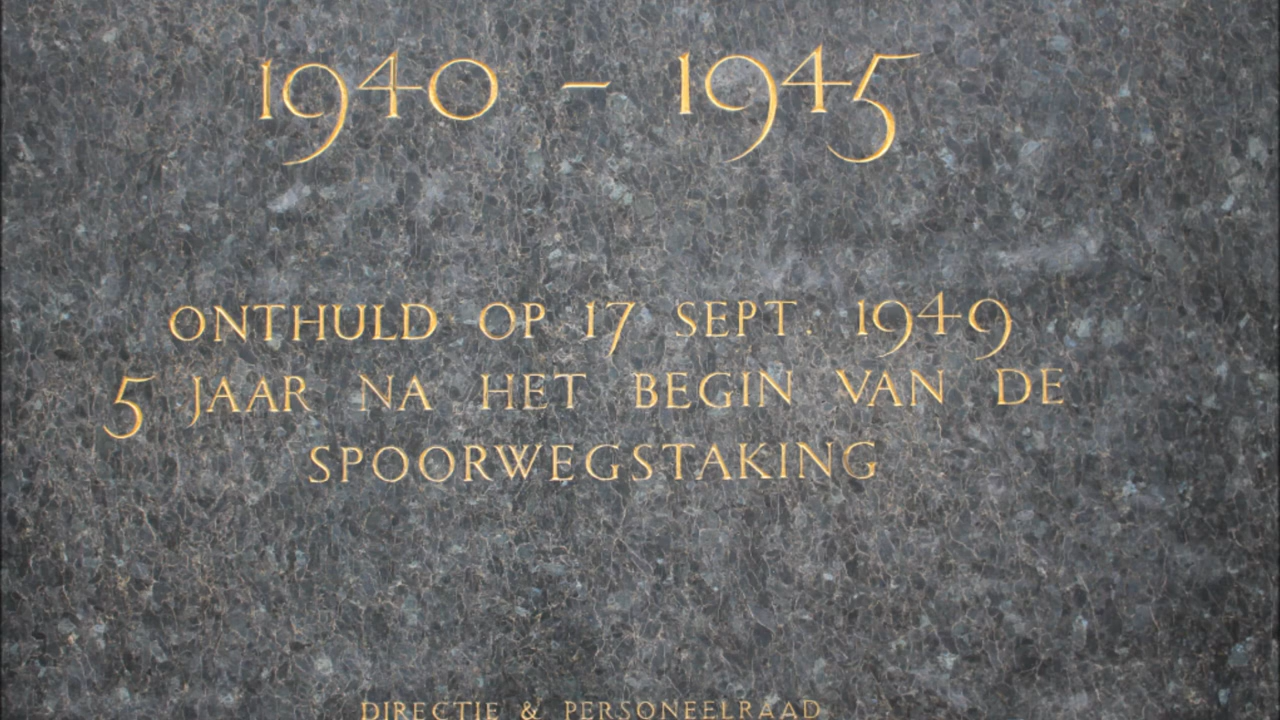 1940 – 1945
ONTHULD OP 17 SEPT. 1949
5 JAAR NA HET BEGIN VAN DE
SPOORWEGSTAKING
DIRECTIE & PERSONEELRAAD